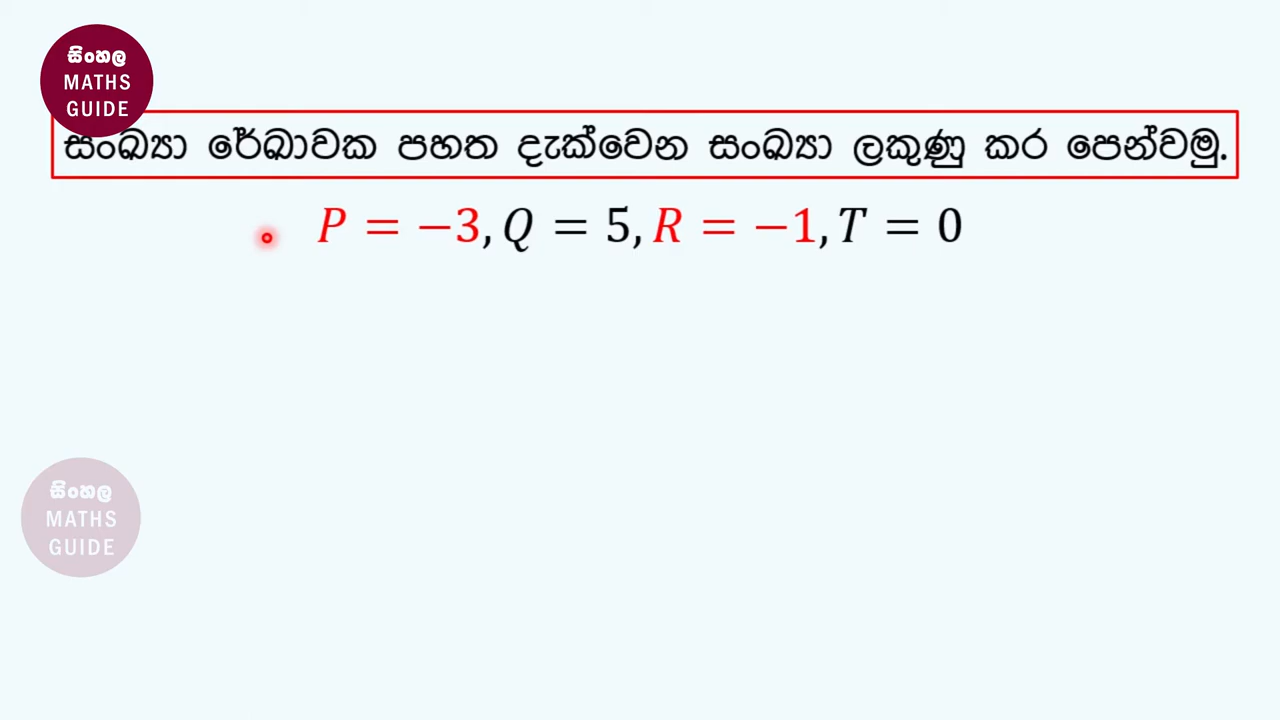 සිංහල
MATHS
GUIDE
සංඛ්‍යා රේඛාවක පහත දැක්වෙන සංඛ්‍යා ලකුණු කර පෙන්වමු.
P = −3, Q = 5, R = −1, T = 0
සිංහල
MATHS
GUIDE